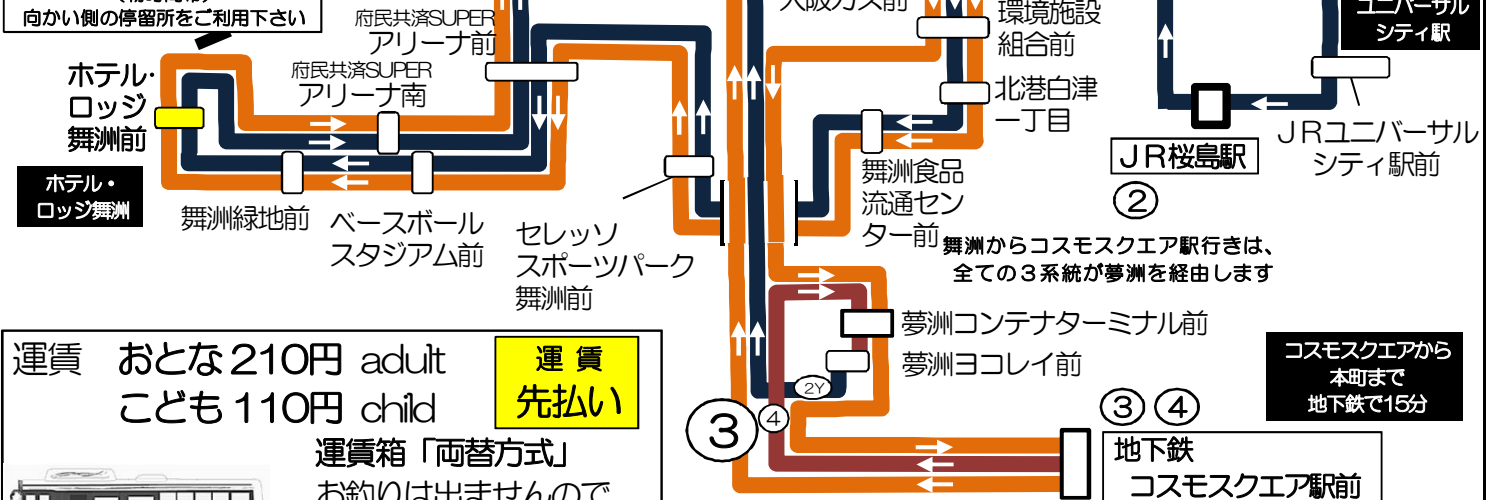 向かい側の停留所をご利用下さい
府民共済SUPER
アリーナ前
環境施設
組合前
ユニバーサル
シティ駅
ホテル・
ロッジ
舞洲前
府民共済SUPER
アリーナ南
北港白津
一丁目
JRユニバーサル
シティ駅前
JR桜島駅
②
ホテル・
ロッジ舞洲
舞洲緑地前
ベースボール
スタジアム前
セレッソ
スポーツパーク
舞洲前
舞洲食品
流通セン
ター前
舞洲からコスモスクエア駅行きは、
全ての3系統が夢洲を経由します
夢洲コンテナターミナル前
夢洲ヨコレイ前
2Y
③
④
コスモスクエアから
本町まで
地下鉄で15分
③ ④
地下鉄
コスモスクエア駅前
運賃 おとな210円 adult
こども110円 child
運賃
先払い
運賃箱「両替方式」
お釣りは出ませんので